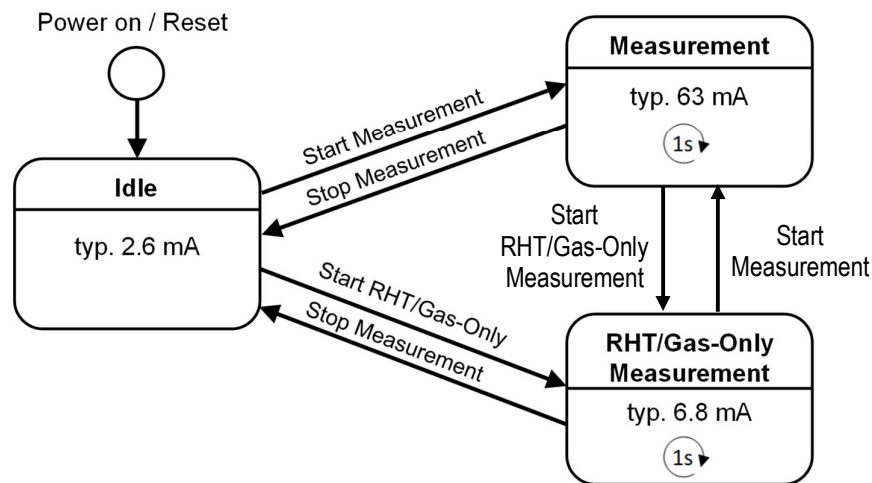 Power on / Reset
Measurement
typ. 63 mA
1s
Start Measurement
Stop Measurement
Idle
typ. 2.6 mA
Start
RHT/Gas-Only
Measurement
Start
Measurement
Start RHT/Gas-Only
Stop Measurement
RHT/Gas-Only
Measurement
typ. 6.8 mA
1s